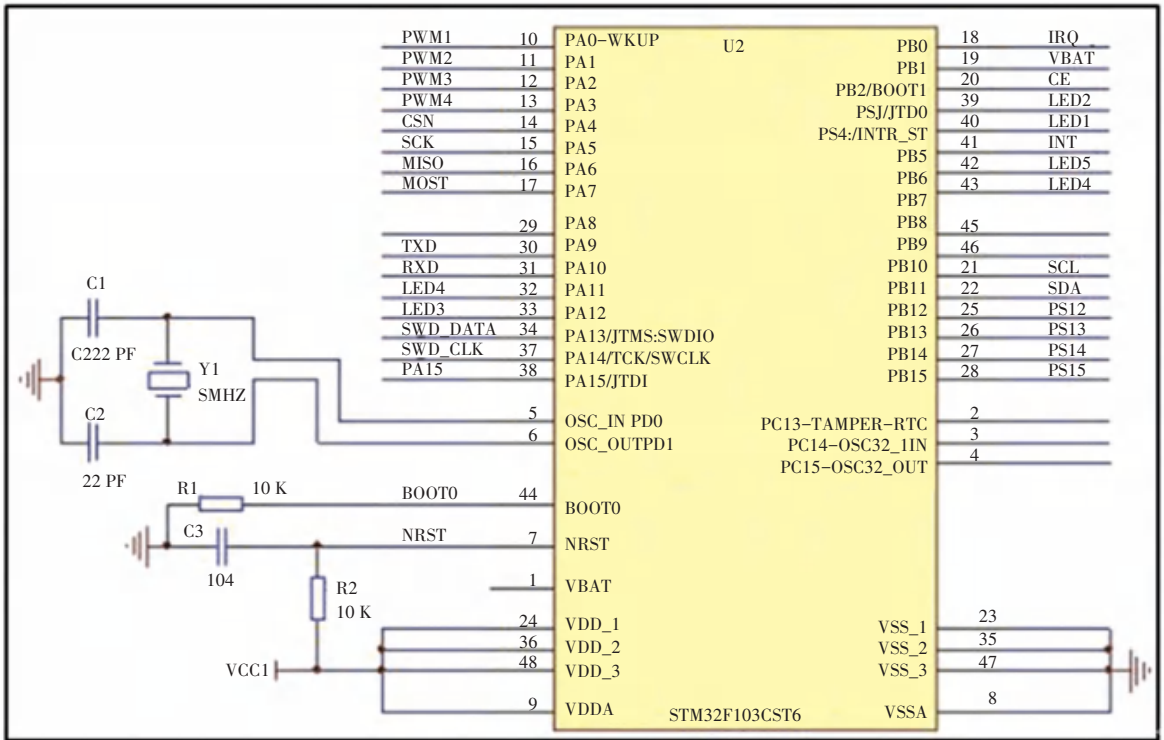 PWM1 10 PA0-WKUP U2 PB0 18 IRQ
PWM2 11 PA1 PB1 19 VBAT
PWM3 12 PA2 PB2/BOOT1 20 CE
PWM4 13 PA3 PSJ/JTD0 39 LED2
CSN 14 PA4 PS4:/INTR_ST 40 LED1
SCK 15 PA5 PB5 41 INT
MISO 16 PA6 PB6 42 LED5
MOST 17 PA7 PB7 43 LED4
29 PA8 PB8 45
TXD 30 PA9 PB9 46
RXD 31 PA10 PB10 21 SCL
LED4 32 PA11 PB11 22 SDA
LED3 33 PA12 PB12 25 PS12
SWD_DATA 34 PA13/JTMS:SWDIO PB13 26 PS13
SWD_CLK 37 PA14/TCK/SWCLK PB14 27 PS14
PA15 38 PA15/JTDI PB15 28 PS15
C1
C222 PF
Y1
SMHZ
C2
22 PF
5 OSC_IN PD0 PC13-TAMPER-RTC 2
6 OSC_OUTPD1 PC14-OSC32_1IN 3
PC15-OSC32_OUT 4
R1 10 K BOOT0 44 BOOT0
C3 NRST 7 NRST
104
R2
10 K
1 VBAT
24 VDD_1 VSS_1 23
36 VDD_2 VSS_2 35
VCC1 48 VDD_3 VSS_3 47
9 VDDA STM32F103CST6 VSSA 8